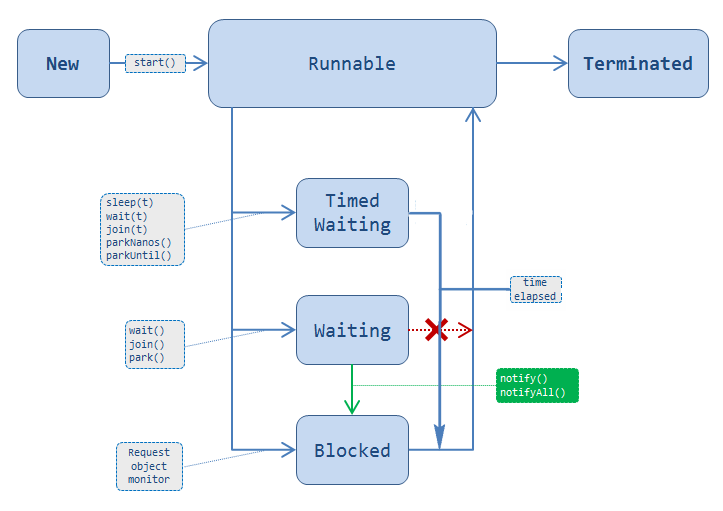 New
start()
Runnable
Terminated
sleep(t)
wait(t)
join(t)
parkNanos()
parkUntil()
Timed
Waiting
time
elapsed
wait()
join()
park()
Waiting
notify()
notifyAll()
Request
object
monitor
Blocked